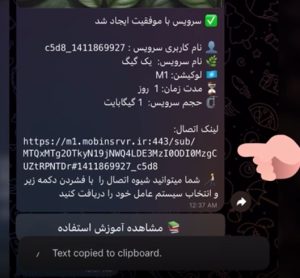 ✅ سرویس با موفقیت ایجاد شد
👤 نام کاربری سرویس : c5d8_1411869927
🌿 نام سرویس: یک گیگ
🇮🇷 لوکیشن: M1
⏳ مدت زمان: 1 روز
🗜 حجم سرویس: 1 گیگابایت
لینک اتصال:
https://m1.mobinsrvr.ir:443/sub/
MTQxMTg2OTkyN19jNWQ4LDE3MzI0ODI0MzgC
UZtRPNTDr#1411869927_c5d8
🧑‍🦯 شما میتوانید شیوه اتصال را با فشردن دکمه زیر
و انتخاب سیستم عامل خود را دریافت کنید
12:37 AM
📚 مشاهده آموزش استفاده
Text copied to clipboard.